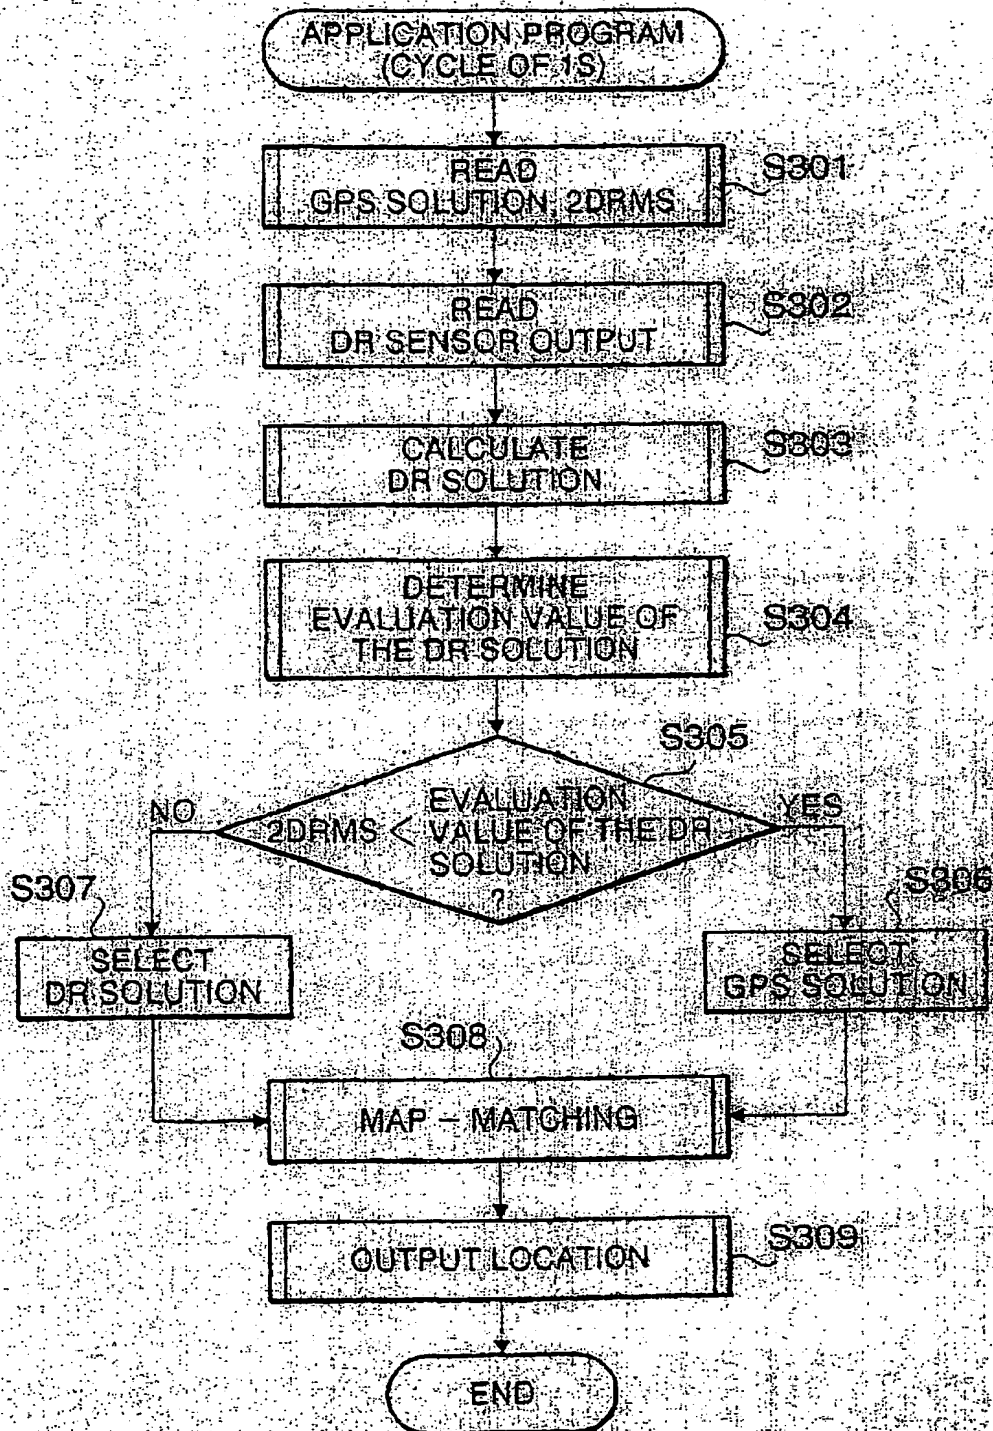 APPLICATION PROGRAM
(CYCLE OF 1S)
READ
GPS SOLUTION, 2DRMS
S301
READ
DR SENSOR OUTPUT
S302
CALCULATE
DR SOLUTION
S303
DETERMINE
EVALUATION VALUE OF
THE DR SOLUTION
S304
S305
EVALUATION
2DRMS < VALUE OF THE DR
SOLUTION
?
NO
YES
S307
SELECT
DR SOLUTION
S306
SELECT
GPS SOLUTION
S308
MAP – MATCHING
OUTPUT LOCATION
S309
END